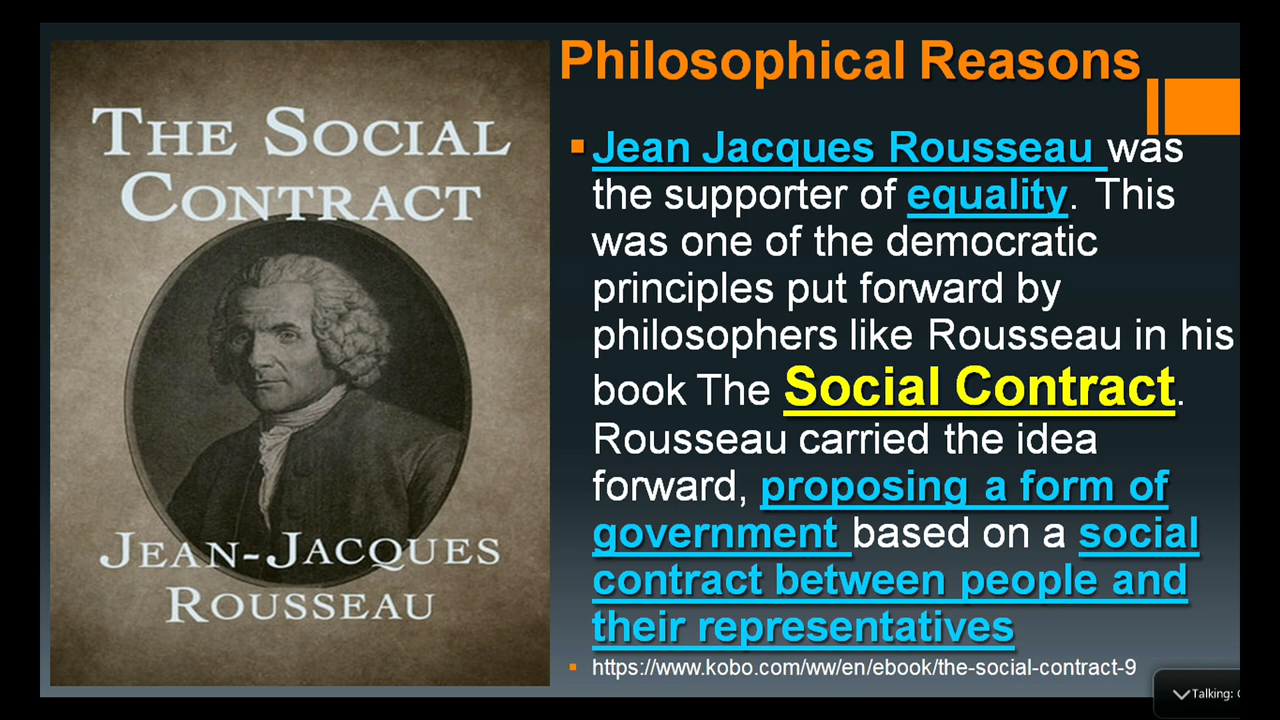 THE SOCIAL
CONTRACT
JEAN-JACQUES
ROUSSEAU
Philosophical Reasons
Jean Jacques Rousseau was
the supporter of equality. This
was one of the democratic
principles put forward by
philosophers like Rousseau in his
book The Social Contract.
Rousseau carried the idea
forward, proposing a form of
government based on a social
contract between people and
their representatives
https://www.kobo.com/ww/en/ebook/the-social-contract-9
Talking: